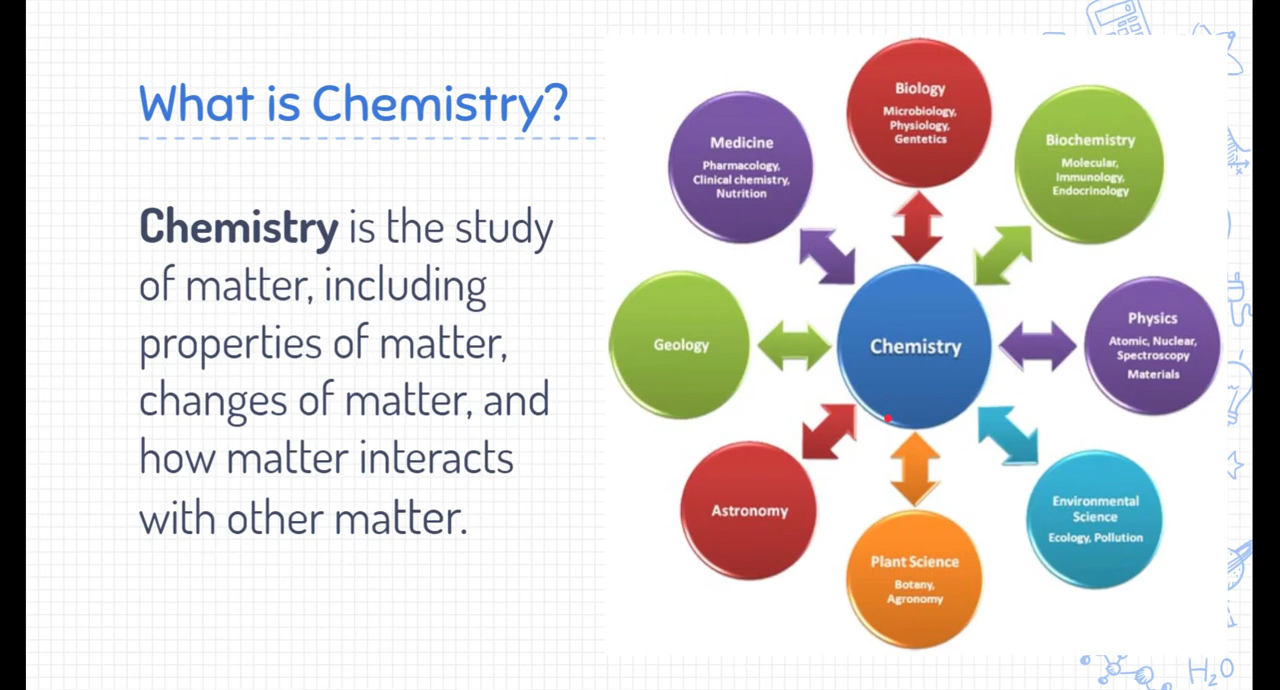 What is Chemistry?
Chemistry is the study
of matter, including
properties of matter,
changes of matter, and
how matter interacts
with other matter.
Biology
Microbiology,
Physiology,
Gentetics
Biochemistry
Molecular,
Immunology,
Endocrinology
Medicine
Pharmacology,
Clinical chemistry,
Nutrition
Geology
Chemistry
Physics
Atomic, Nuclear,
Spectroscopy
Materials
Astronomy
Environmental
Science
Ecology, Pollution
Plant Science
Botany,
Agronomy
H₂O